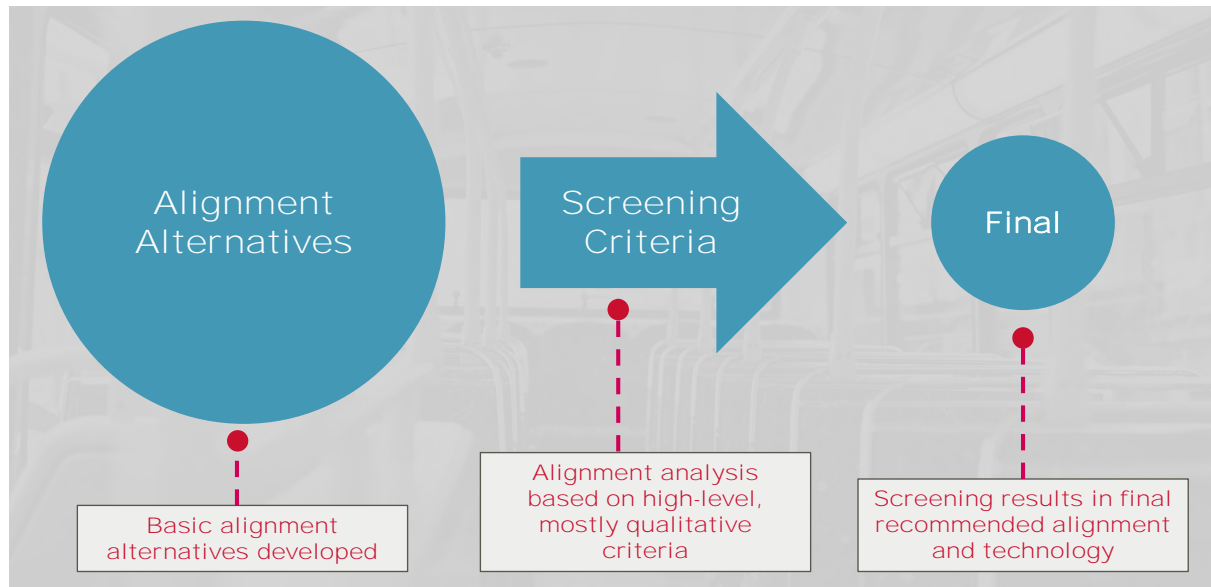 Alignment
Alternatives
Screening
Criteria
Final
Basic alignment
alternatives developed
Alignment analysis
based on high-level,
mostly qualitative
criteria
Screening results in final
recommended alignment
and technology